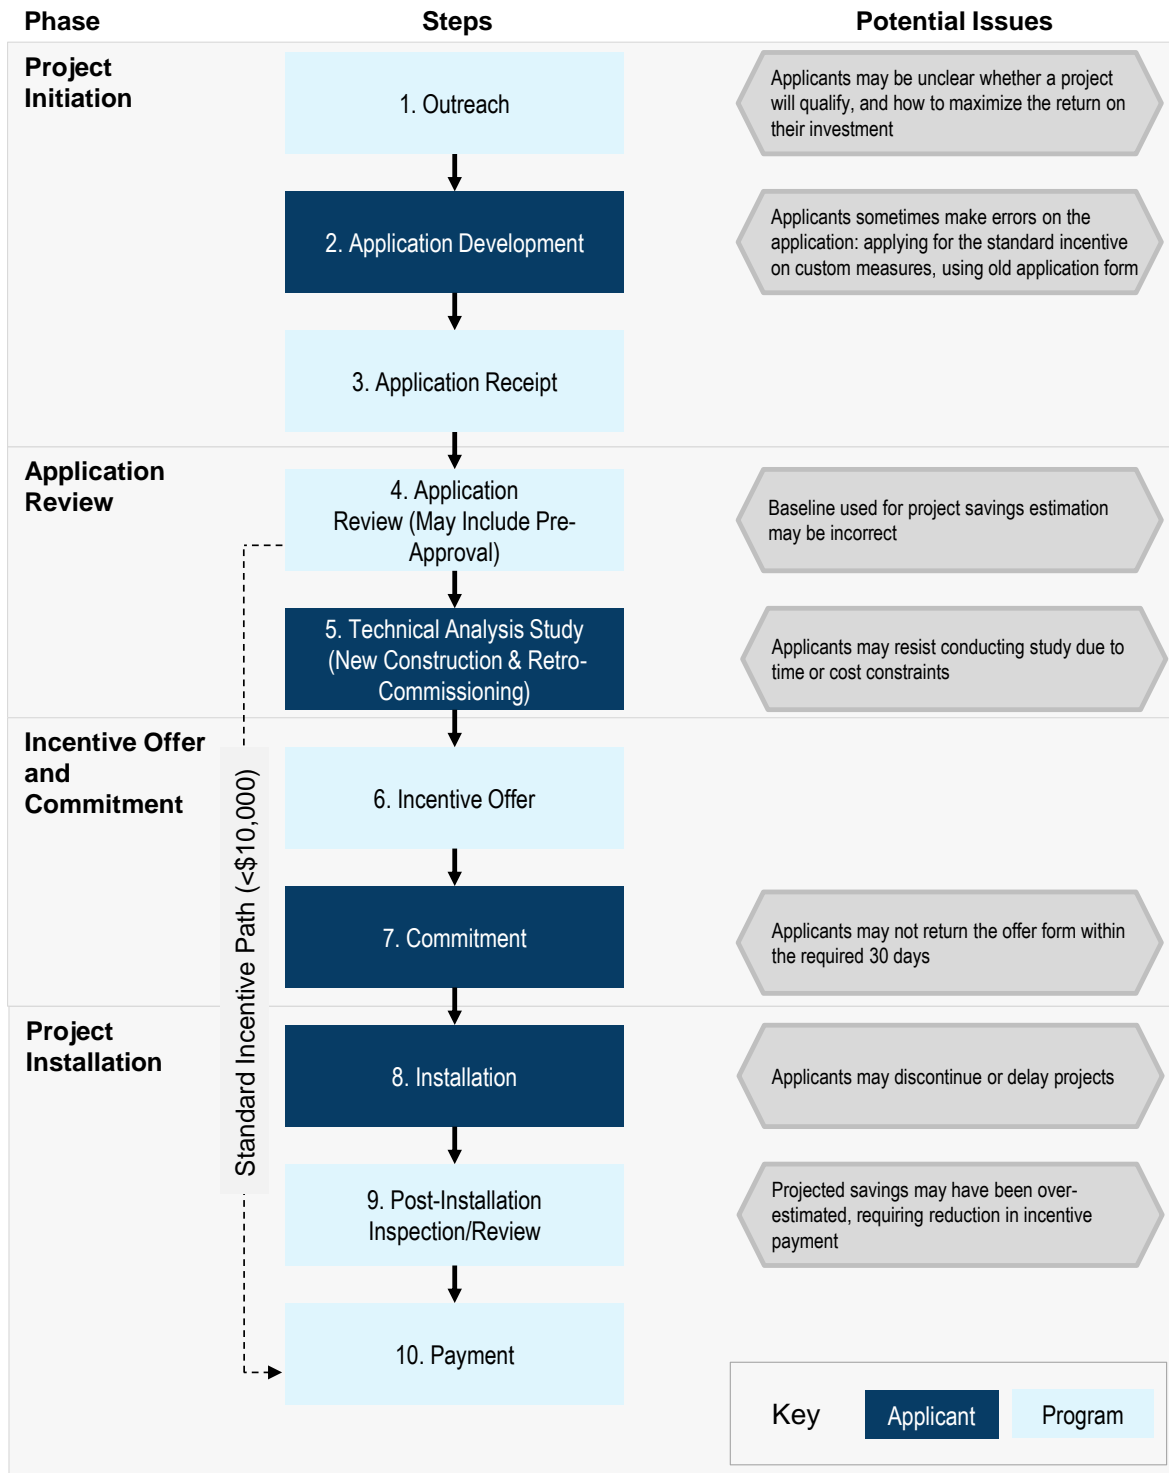 Phase
Steps
Potential Issues
Project
Initiation
1. Outreach
Applicants may be unclear whether a project
will qualify, and how to maximize the return on
their investment
2. Application Development
Applicants sometimes make errors on the
application: applying for the standard incentive
on custom measures, using old application form
3. Application Receipt
Application
Review
4. Application
Review (May Include Pre-
Approval)
Baseline used for project savings estimation
may be incorrect
5. Technical Analysis Study
(New Construction & Retro-
Commissioning)
Applicants may resist conducting study due to
time or cost constraints
Incentive Offer
and
Commitment
Standard Incentive Path (<$10,000)
6. Incentive Offer
7. Commitment
Applicants may not return the offer form within
the required 30 days
Project
Installation
8. Installation
Applicants may discontinue or delay projects
9. Post-Installation
Inspection/Review
Projected savings may have been over-
estimated, requiring reduction in incentive
payment
10. Payment
Key
Applicant
Program